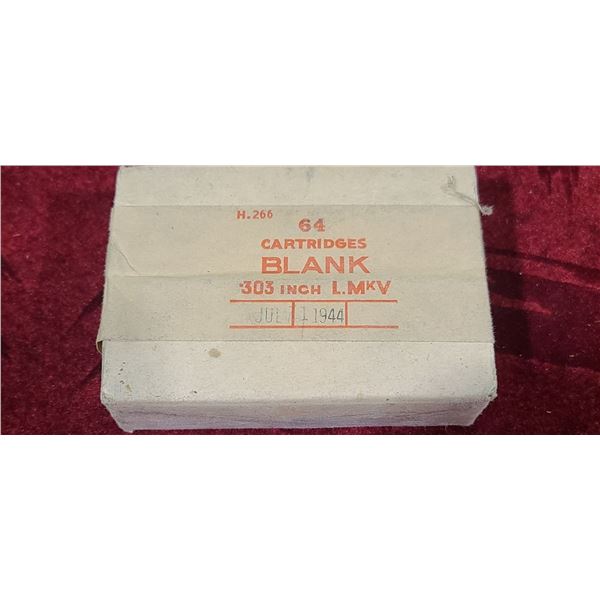 H.266
64
CARTRIDGES
BLANK
·303 INCH L.MKV
JUL 1 1944